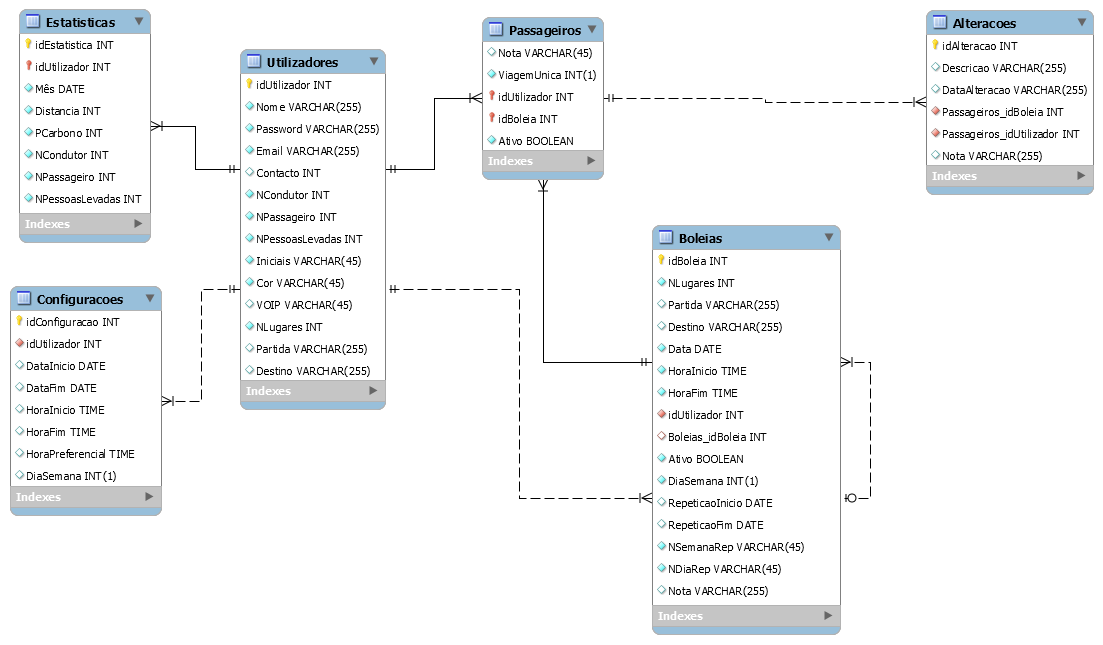 Estatisticas
idEstatistica INT
idUtilizador INT
Mês DATE
Distancia INT
PCarbono INT
NCondutor INT
NPassageiro INT
NPessoasLevadas INT
Indexes
Utilizadores
idUtilizador INT
Nome VARCHAR(255)
Password VARCHAR(255)
Email VARCHAR(255)
Contacto INT
NCondutor INT
NPassageiro INT
NPessoasLevadas INT
Iniciais VARCHAR(45)
Cor VARCHAR(45)
VOIP VARCHAR(45)
NLugares INT
Partida VARCHAR(255)
Destino VARCHAR(255)
Indexes
Passageiros
Nota VARCHAR(45)
ViagemUnica INT(1)
idUtilizador INT
idBoleia INT
Ativo BOOLEAN
Indexes
Alteracoes
idAlteracao INT
Descricao VARCHAR(255)
DataAlteracao VARCHAR(255)
Passageiros_idBoleia INT
Passageiros_idUtilizador INT
Nota VARCHAR(255)
Indexes
Configuracoes
idConfiguracao INT
idUtilizador INT
DataInicio DATE
DataFim DATE
HoraInicio TIME
HoraFim TIME
HoraPreferencial TIME
DiaSemana INT(1)
Indexes
Boleias
idBoleia INT
NLugares INT
Partida VARCHAR(255)
Destino VARCHAR(255)
Data DATE
HoraInicio TIME
HoraFim TIME
idUtilizador INT
Boleias_idBoleia INT
Ativo BOOLEAN
DiaSemana INT(1)
RepeticaoInicio DATE
RepeticaoFim DATE
NSemanaRep VARCHAR(45)
NDiaRep VARCHAR(45)
Nota VARCHAR(255)
Indexes